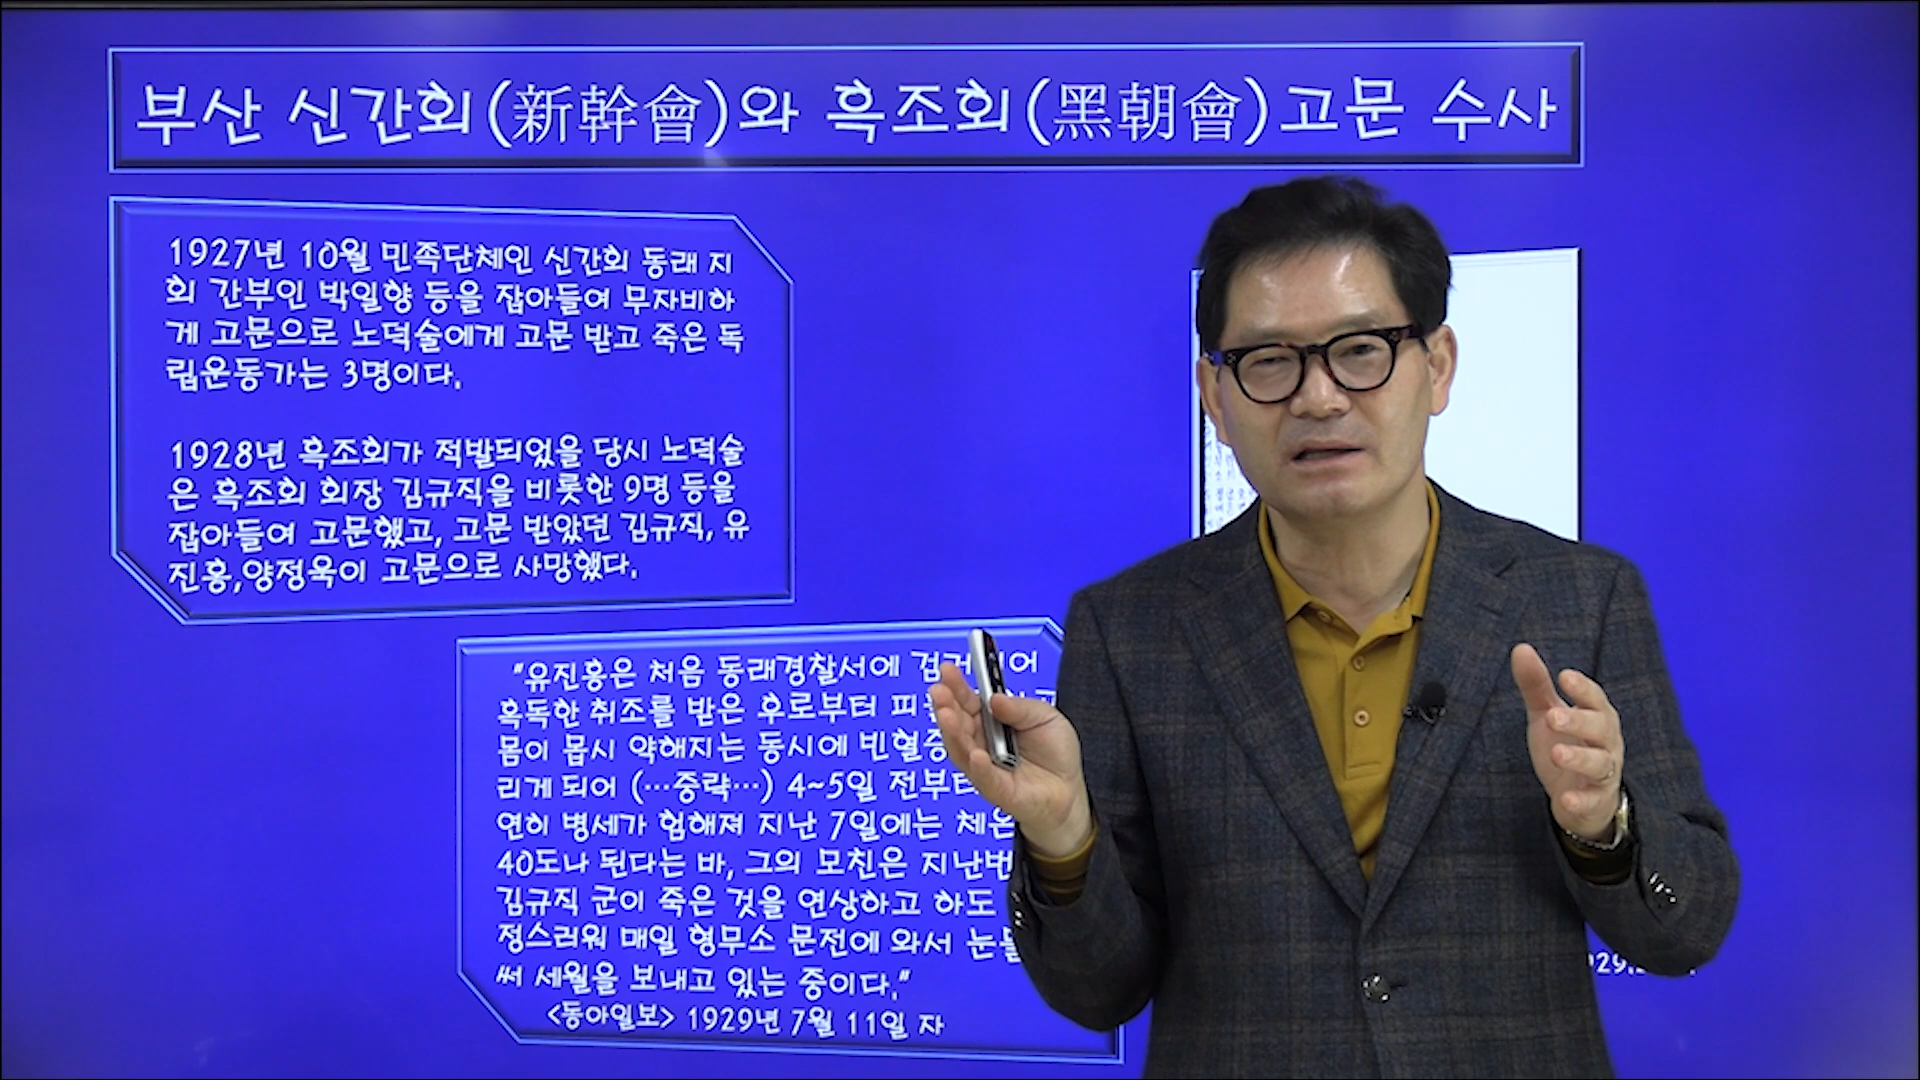 부산 신간회(新幹會)와 흑조회(黑朝會)고문 수사
1927년 10월 민족단체인 신간회 동래 지
회 간부인 박일향 등을 잡아들여 무자비하
게 고문으로 노덕술에게 고문 받고 죽은 독
립운동가는 3명이다.
1928년 흑조회가 적발되었을 당시 노덕술
은 흑조회 회장 김규직을 비롯한 9명 등을
잡아들여 고문했고, 고문 받았던 김규직, 유
진흥,양정욱이 고문으로 사망했다.
"유진흥은 처음 동래경찰서에
혹독한 취조를 받은 후로부터
몸이 몹시 약해지는 동시에
리게 되어 (…중략…) 4~5일 전부터
연히 병세가 험해져 지난 7일에는 체온
40도나 된다는 바, 그의 모친은 지난번
김규직 군이 죽은 것을 연상하고 하도
정스러워 매일 형무소 문전에 와서
써 세월을 보내고 있는 중이다."
<동아일보> 1929년 7월 11일 자